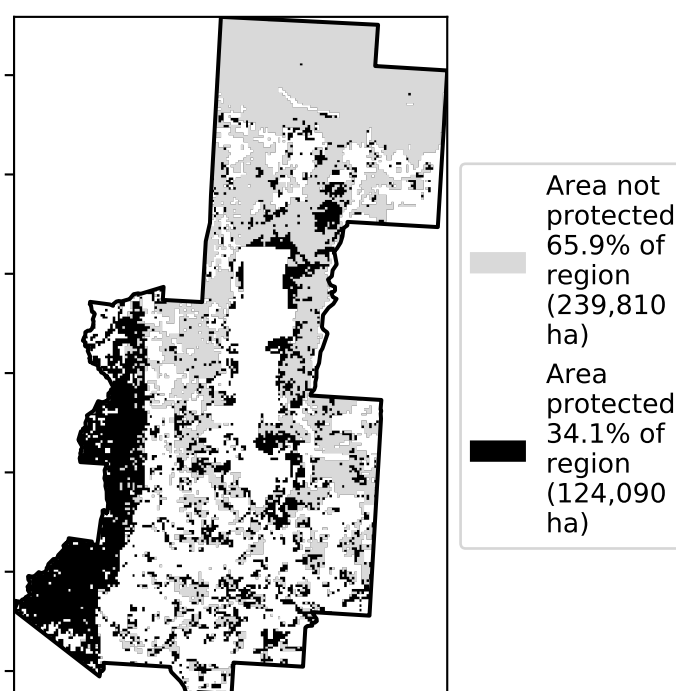 Area not
protected
65.9% of
region
(239,810
ha)
Area
protected
34.1% of
region
(124,090
ha)